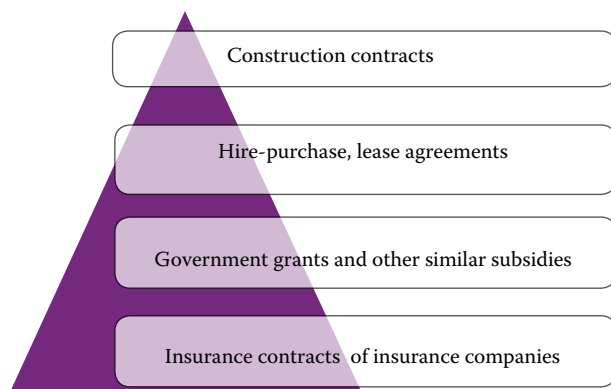 Construction contracts
Hire-purchase, lease agreements
Government grants and other similar subsidies
Insurance contracts of insurance companies